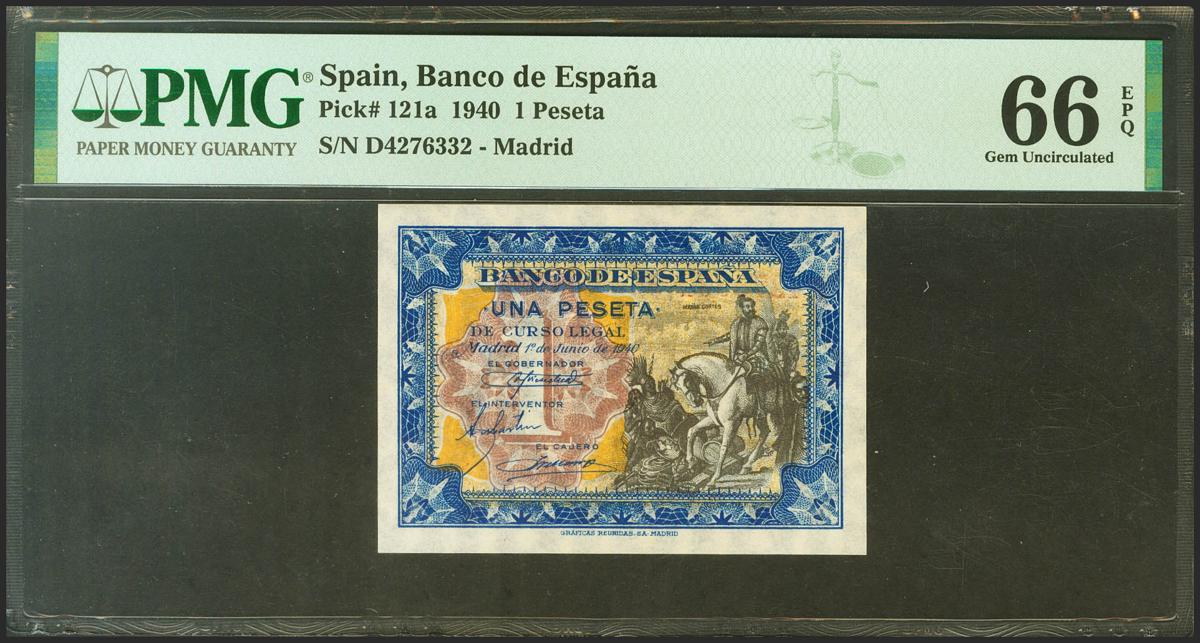 PMG®
PAPER MONEY GUARANTY
Spain, Banco de España
Pick# 121a 1940 1 Peseta
S/N D4276332 - Madrid
66
EPQ
Gem Uncirculated
BANCO DE ESPAÑA
·UNA PESETA·
HERNÁN CORTÉS
DE CURSO LEGAL
Madrid 1º de Junio de 1940
EL GOBERNADOR
EL INTERVENTOR
EL CAJERO
1
GRÁFICAS REUNIDAS, S.A. - MADRID